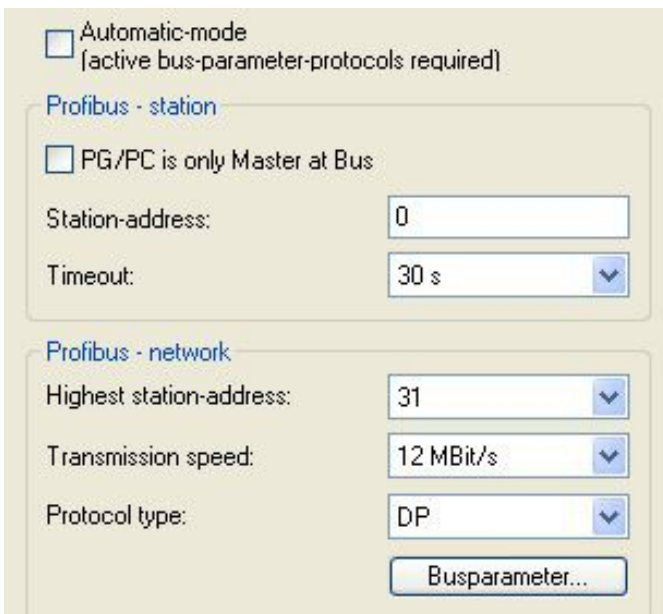 Automatic-mode
(active bus-parameter-protocols required)
Profibus - station
PG/PC is only Master at Bus
Station-address: 0
Timeout: 30 s
Profibus - network
Highest station-address: 31
Transmission speed: 12 MBit/s
Protocol type: DP
Busparameter...